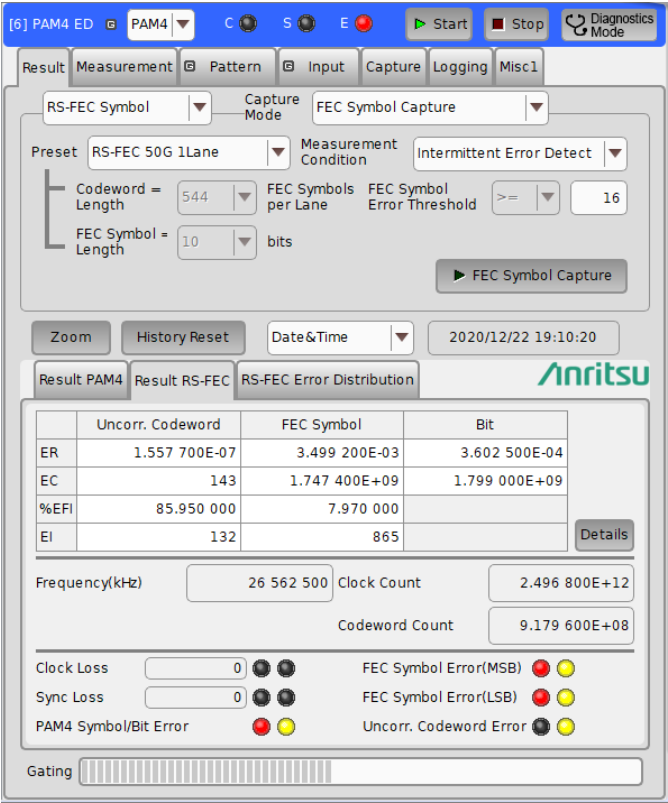 [6] PAM4 ED G PAM4 C S E Start Stop Diagnostics Mode
Result Measurement G Pattern G Input Capture Logging Misc1
RS-FEC Symbol Capture Mode FEC Symbol Capture
Preset RS-FEC 50G 1Lane Measurement Condition Intermittent Error Detect
Codeword = Length 544 FEC Symbols per Lane FEC Symbol Error Threshold >= 16
FEC Symbol = Length 10 bits
FEC Symbol Capture
Zoom History Reset Date&Time 2020/12/22 19:10:20
Result PAM4 Result RS-FEC RS-FEC Error Distribution Anritsu
Uncorr. Codeword FEC Symbol Bit
ER 1.557 700E-07 3.499 200E-03 3.602 500E-04
EC 143 1.747 400E+09 1.799 000E+09
%EFI 85.950 000 7.970 000
EI 132 865 Details
Frequency(kHz) 26 562 500 Clock Count 2.496 800E+12
Codeword Count 9.179 600E+08
Clock Loss 0 FEC Symbol Error(MSB)
Sync Loss 0 FEC Symbol Error(LSB)
PAM4 Symbol/Bit Error Uncorr. Codeword Error
Gating